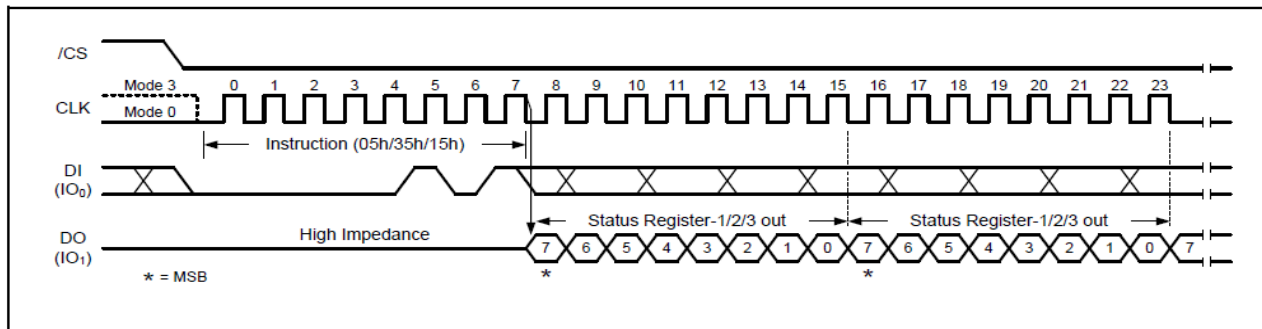 /CS
Mode 3
0 1 2 3 4 5 6 7 8 9 10 11 12 13 14 15 16 17 18 19 20 21 22 23
CLK
Mode 0
Instruction (05h/35h/15h)
DI
(IO₀)
Status Register-1/2/3 out Status Register-1/2/3 out
High Impedance
DO
(IO₁)
7 6 5 4 3 2 1 0 7 6 5 4 3 2 1 0 7
* = MSB
* *